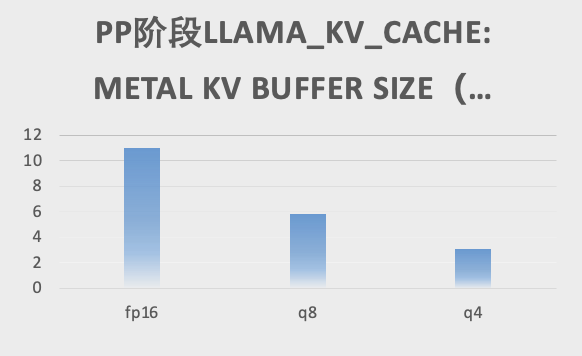 PP阶段LLAMA_KV_CACHE:
METAL KV BUFFER SIZE（...
12
10
8
6
4
2
0
fp16 q8 q4